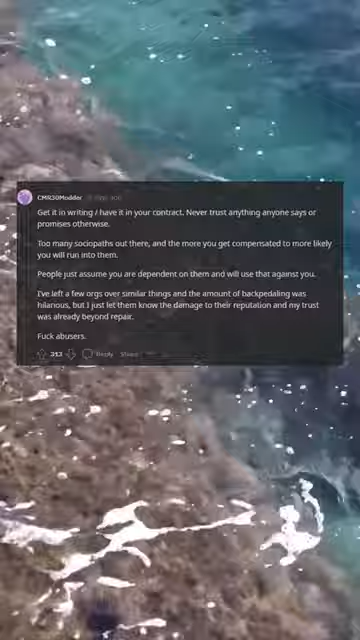 CMR30Modder
Get it in writing / have it in your contract. Never trust anything anyone says or
promises otherwise.
Too many sociopaths out there, and the more you get compensated to more likely
you will run into them.
People just assume you are dependent on them and will use that against you.
I've left a few orgs over similar things and the amount of backpedaling was
hilarious, but I just let them know the damage to their reputation and my trust
was already beyond repair.
Fuck abusers.
313 Reply Share